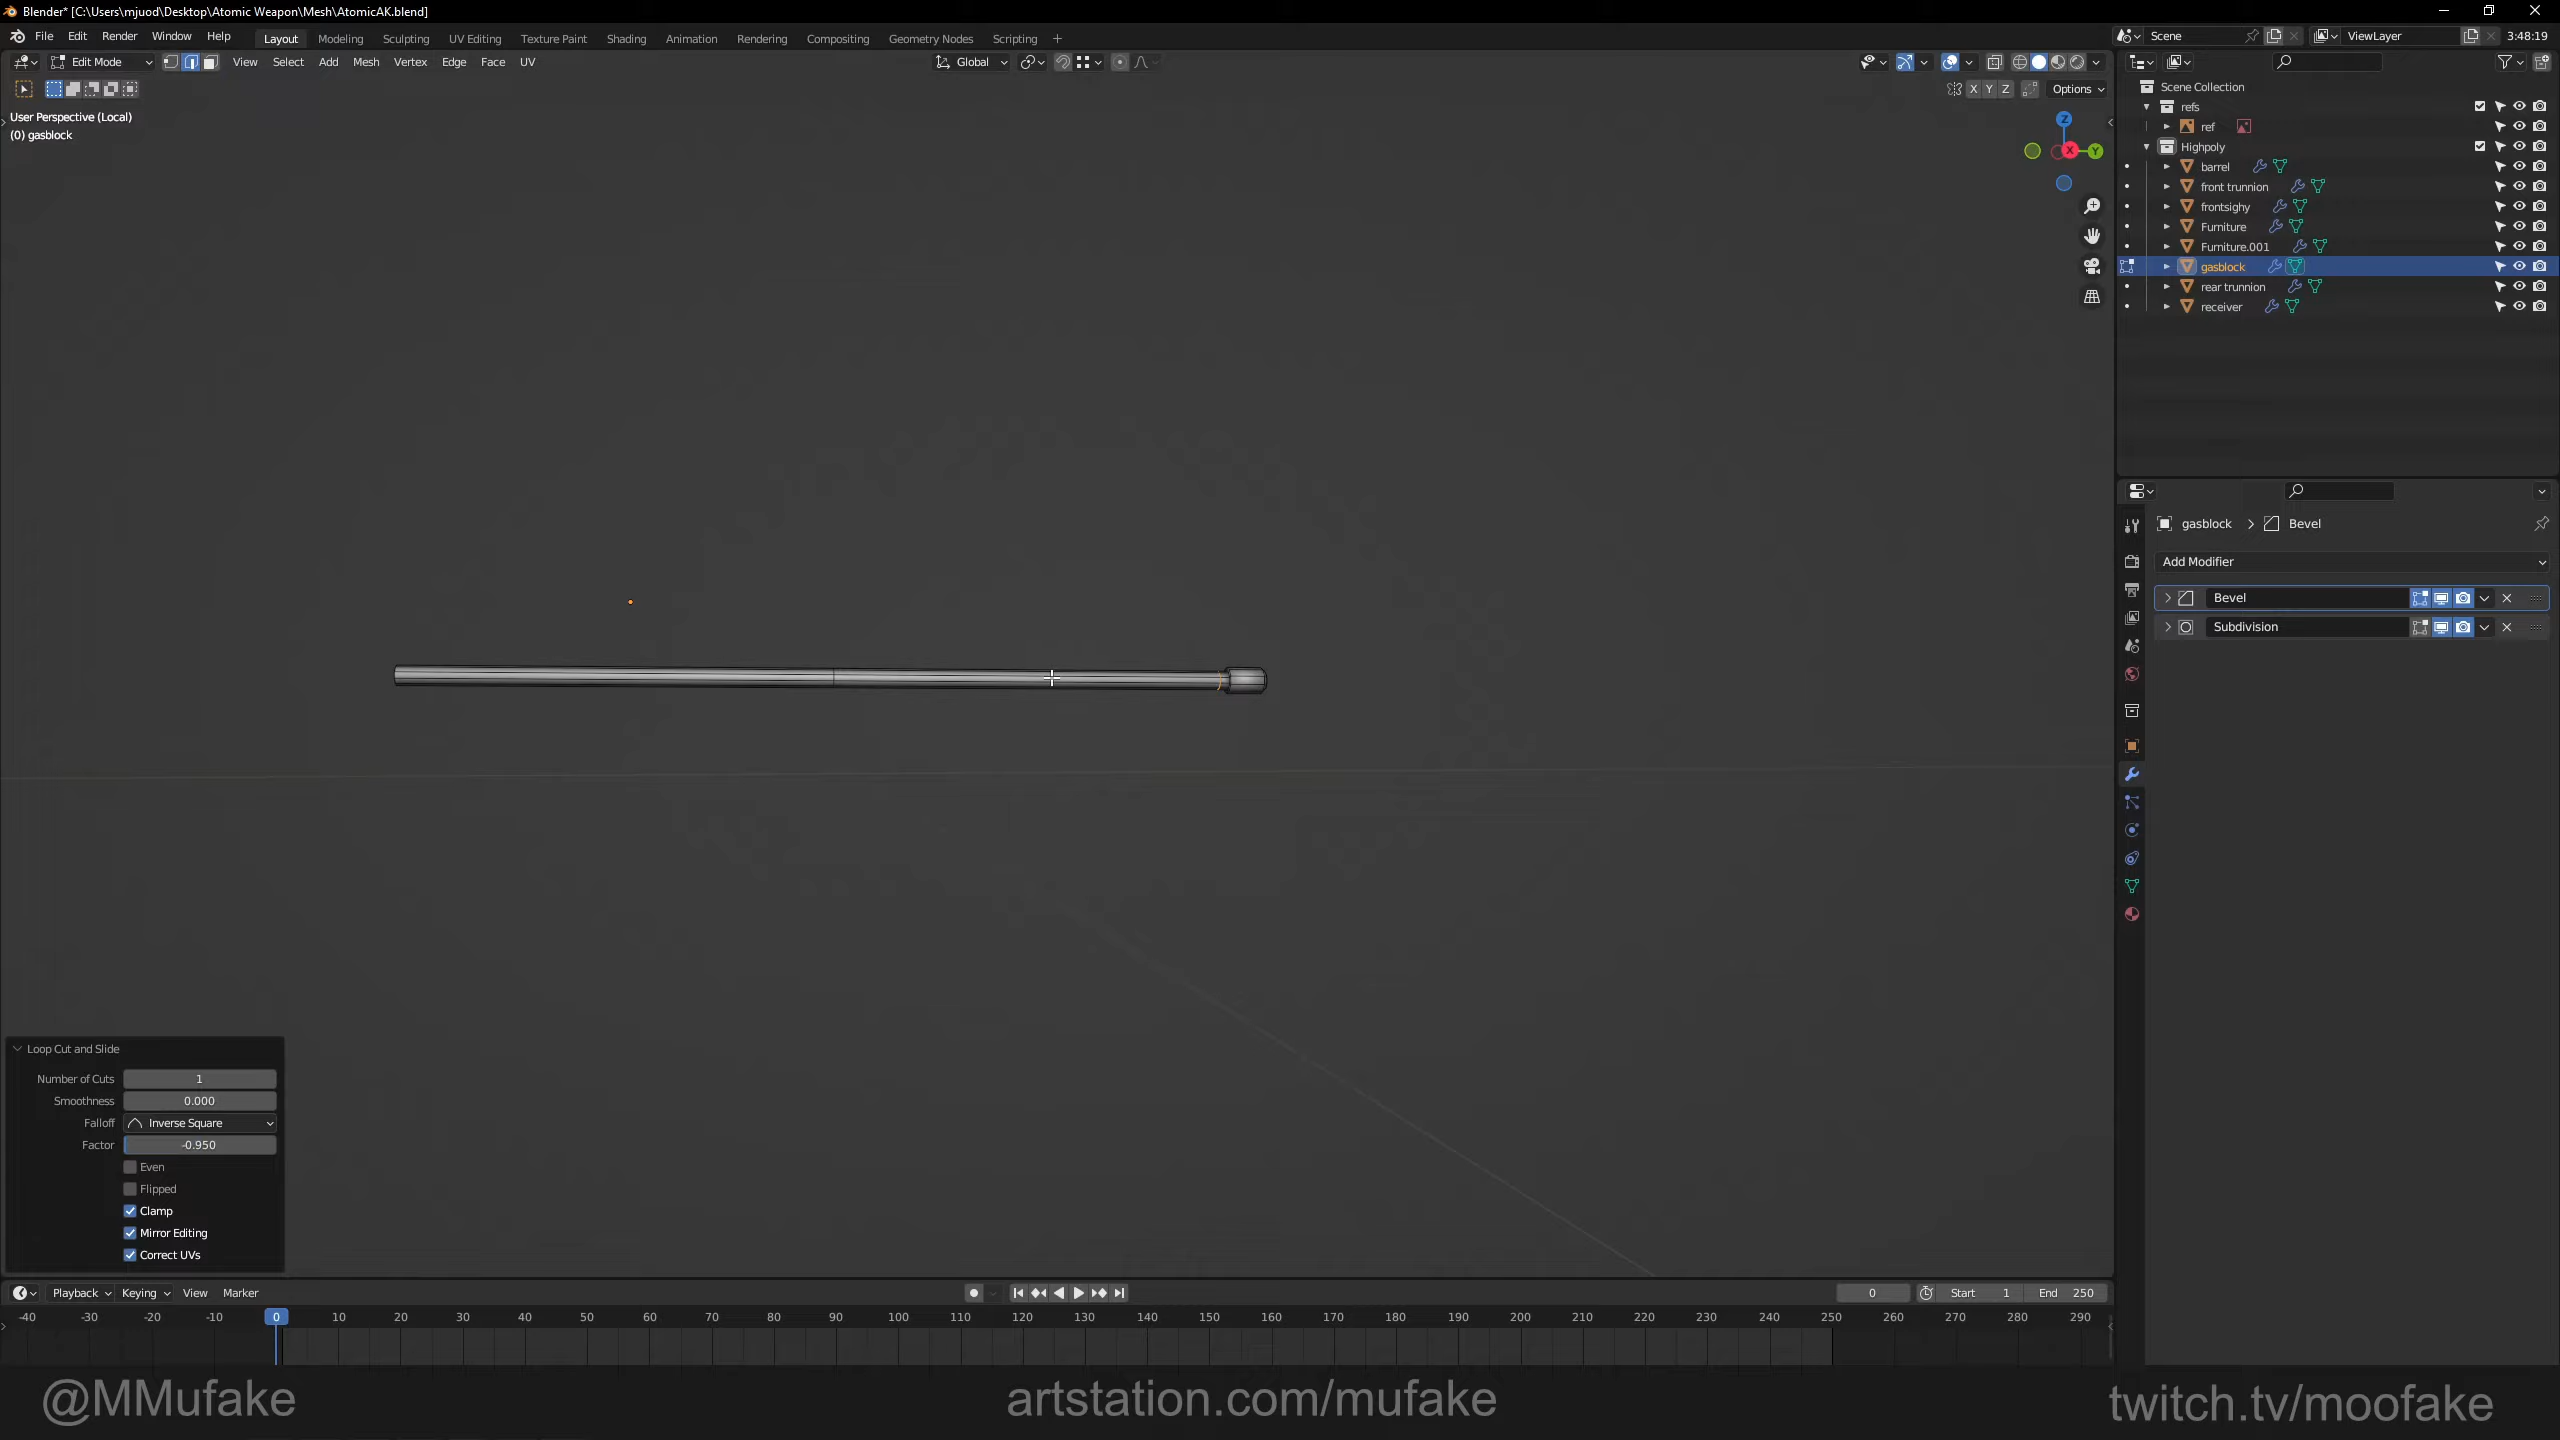 Blender* [C:\Users\mjuod\Desktop\Atomic Weapon\Mesh\AtomicAK.blend]
File Edit Render Window Help Layout Modeling Sculpting UV Editing Texture Paint Shading Animation Rendering Compositing Geometry Nodes Scripting + Scene ViewLayer 3:48:19
Edit Mode View Select Add Mesh Vertex Edge Face UV Global
X Y Z Options
User Perspective (Local)
(0) gasblock
Z
X
Y
Scene Collection
refs
ref
Highpoly
barrel
front trunnion
frontsighy
Furniture
Furniture.001
gasblock
rear trunnion
receiver
gasblock > Bevel
Add Modifier
Bevel
Subdivision
Loop Cut and Slide
Number of Cuts 1
Smoothness 0.000
Falloff Inverse Square
Factor -0.950
Even
Flipped
Clamp
Mirror Editing
Correct UVs
Playback Keying View Marker 0 Start 1 End 250
-40 -30 -20 -10 0 10 20 30 40 50 60 70 80 90 100 110 120 130 140 150 160 170 180 190 200 210 220 230 240 250 260 270 280 290
@MMufake artstation.com/mufake twitch.tv/moofake